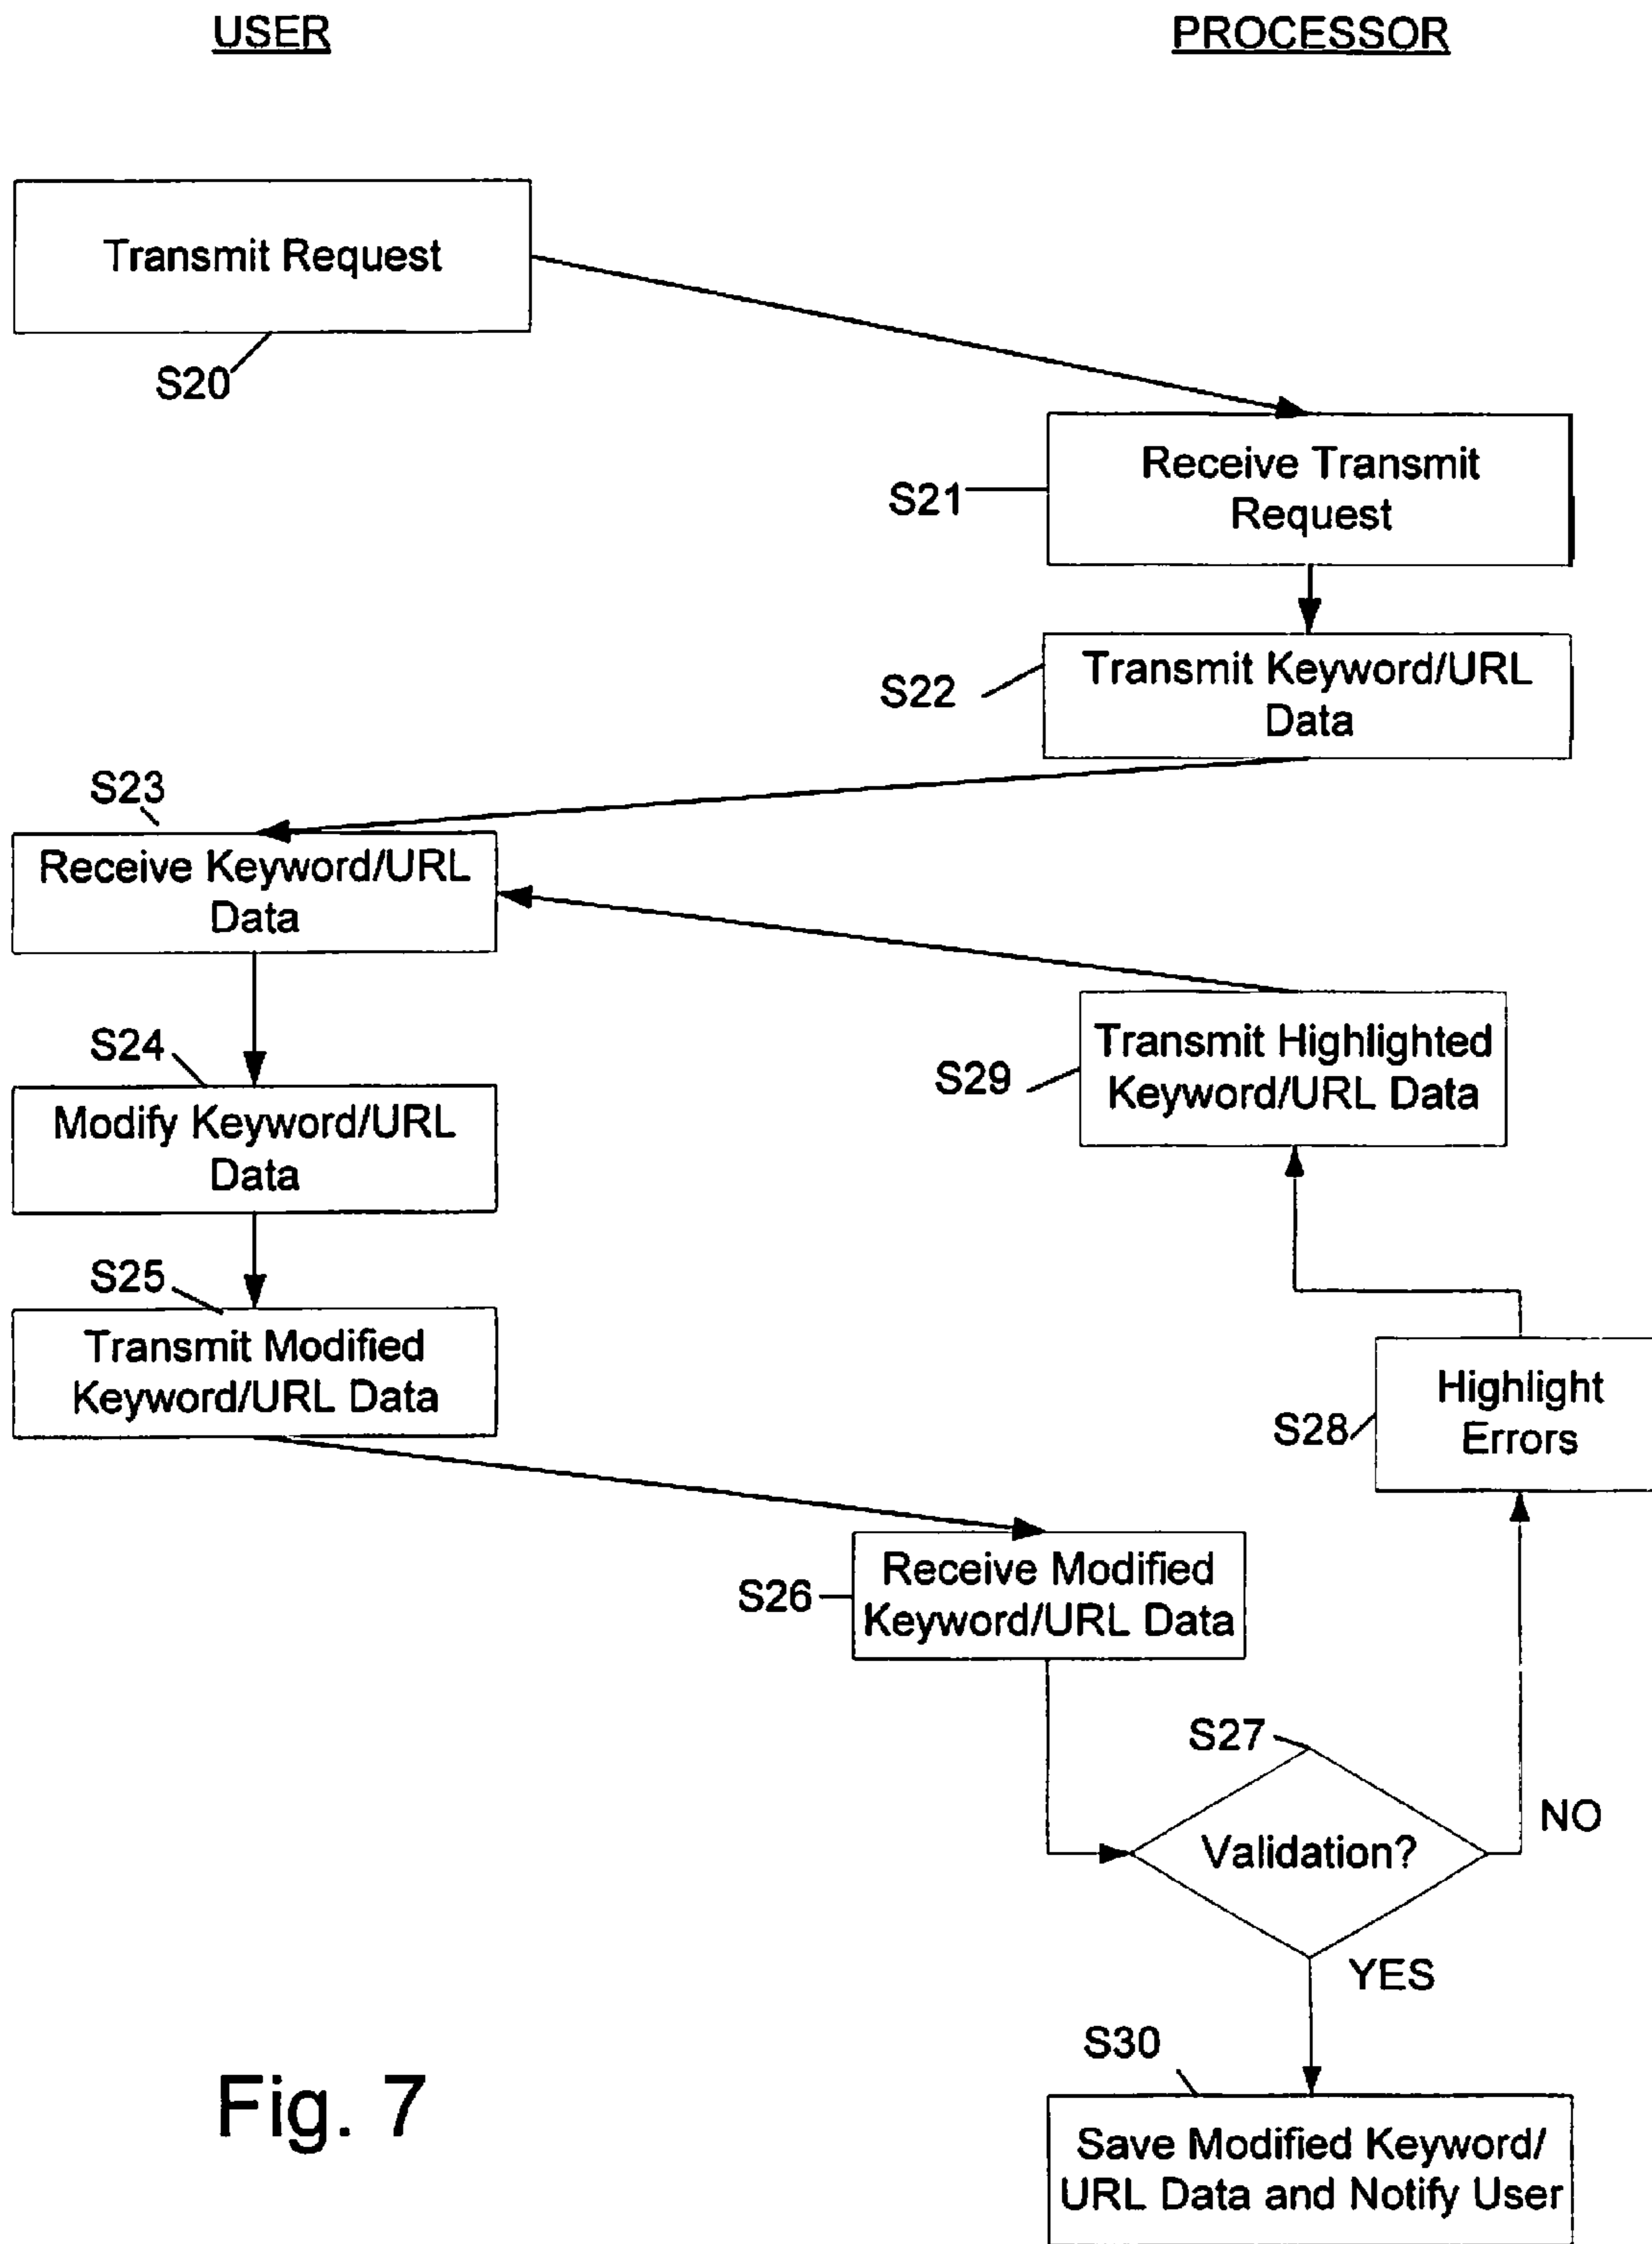 USER
PROCESSOR
Transmit Request
S20
Receive Transmit
Request
S21
Transmit Keyword/URL
Data
S22
S23
Receive Keyword/URL
Data
S24
Modify Keyword/URL
Data
S29
Transmit Highlighted
Keyword/URL Data
S25
Transmit Modified
Keyword/URL Data
S28
Highlight
Errors
S26
Receive Modified
Keyword/URL Data
S27
Validation?
NO
YES
S30
Save Modified Keyword/
URL Data and Notify User
Fig. 7